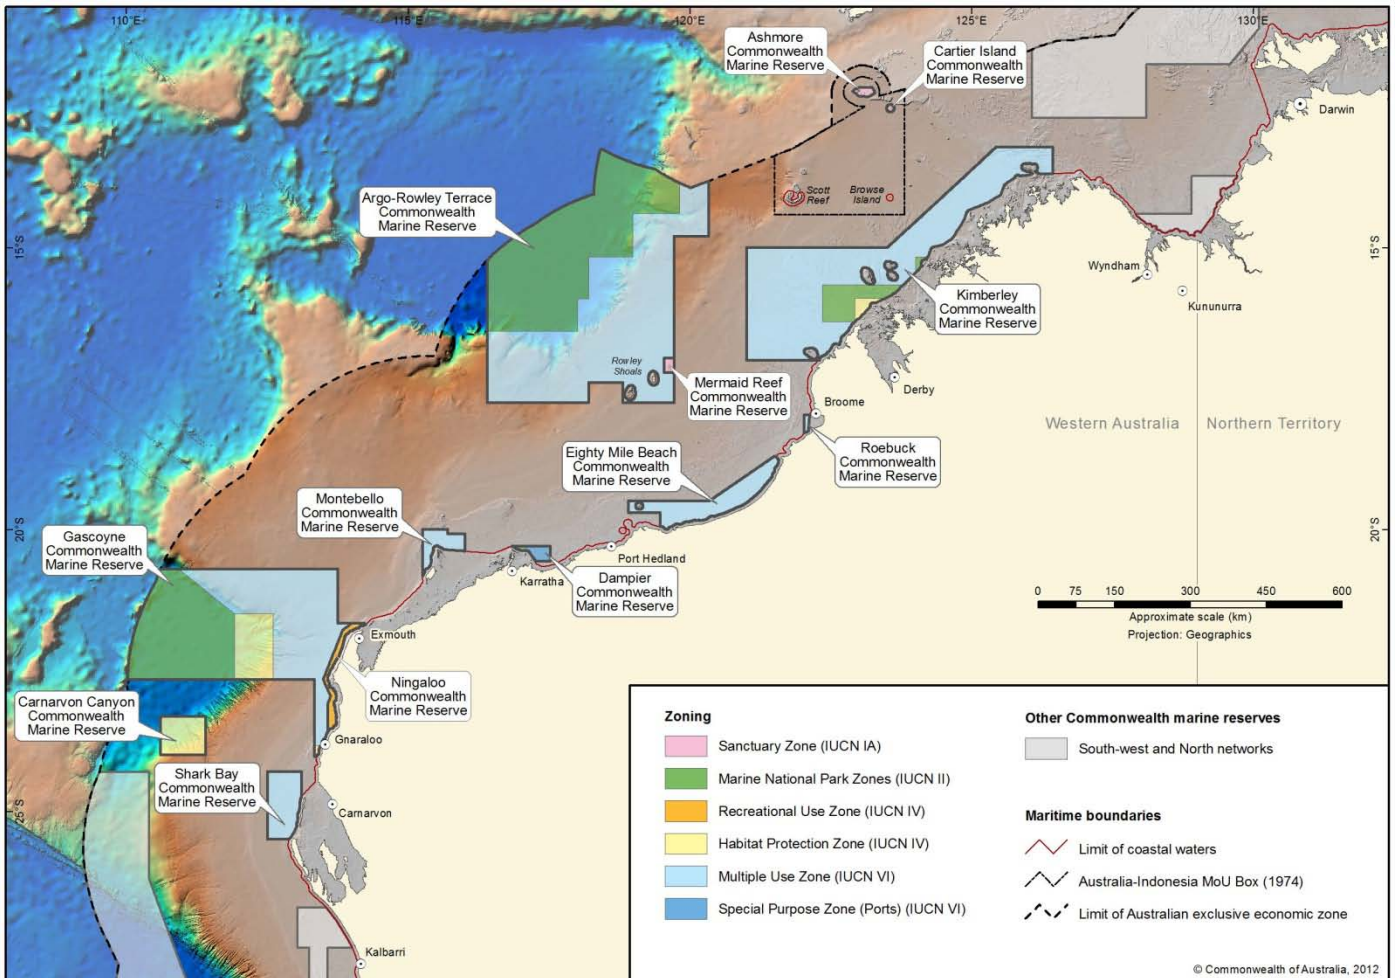 110°E
115°E
120°E
125°E
130°E
Ashmore
Commonwealth
Marine Reserve
Cartier Island
Commonwealth
Marine Reserve
Darwin
Argo-Rowley Terrace
Commonwealth
Marine Reserve
Scott
Reef
Browse
Island
15°S
15°S
Wyndham
Kununurra
Kimberley
Commonwealth
Marine Reserve
Rowley
Shoals
Mermaid Reef
Commonwealth
Marine Reserve
Derby
Broome
Western Australia
Northern Territory
Roebuck
Commonwealth
Marine Reserve
Eighty Mile Beach
Commonwealth
Marine Reserve
Montebello
Commonwealth
Marine Reserve
20°S
20°S
Gascoyne
Commonwealth
Marine Reserve
Port Hedland
Karratha
Dampier
Commonwealth
Marine Reserve
0 75 150 300 450 600
Approximate scale (km)
Projection: Geographics
Exmouth
Ningaloo
Commonwealth
Marine Reserve
Carnarvon Canyon
Commonwealth
Marine Reserve
Gnaraloo
Shark Bay
Commonwealth
Marine Reserve
25°S
Carnarvon
Kalbarri
Zoning
Sanctuary Zone (IUCN IA)
Marine National Park Zones (IUCN II)
Recreational Use Zone (IUCN IV)
Habitat Protection Zone (IUCN IV)
Multiple Use Zone (IUCN VI)
Special Purpose Zone (Ports) (IUCN VI)
Other Commonwealth marine reserves
South-west and North networks
Maritime boundaries
Limit of coastal waters
Australia-Indonesia MoU Box (1974)
Limit of Australian exclusive economic zone
© Commonwealth of Australia, 2012